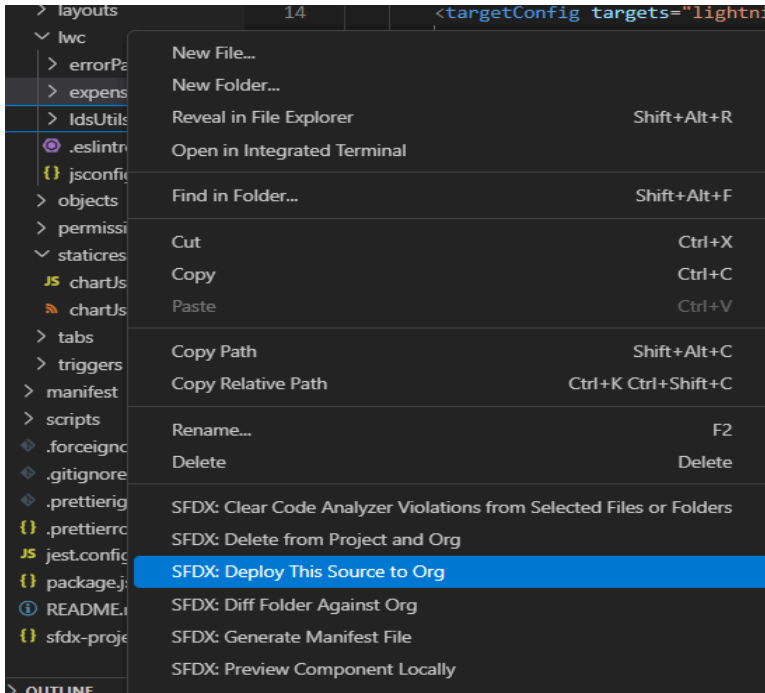 layouts
14
<targetConfig targets="lightni
lwc
errorPa
New File...
expens
New Folder...
ldsUtils
Reveal in File Explorer Shift+Alt+R
.eslintr
Open in Integrated Terminal
{} jsconfig
objects
Find in Folder... Shift+Alt+F
permissi
Cut Ctrl+X
staticres
JS chartJs
Copy Ctrl+C
chartJs
Paste Ctrl+V
tabs
Copy Path Shift+Alt+C
triggers
Copy Relative Path Ctrl+K Ctrl+Shift+C
manifest
scripts
Rename... F2
.forceignc
Delete Delete
.gitignore
.prettierig
SFDX: Clear Code Analyzer Violations from Selected Files or Folders
{} .prettierrc
SFDX: Delete from Project and Org
JS jest.config
SFDX: Deploy This Source to Org
{} package.j
SFDX: Diff Folder Against Org
README.
{} sfdx-proje
SFDX: Generate Manifest File
SFDX: Preview Component Locally
OUTLINE